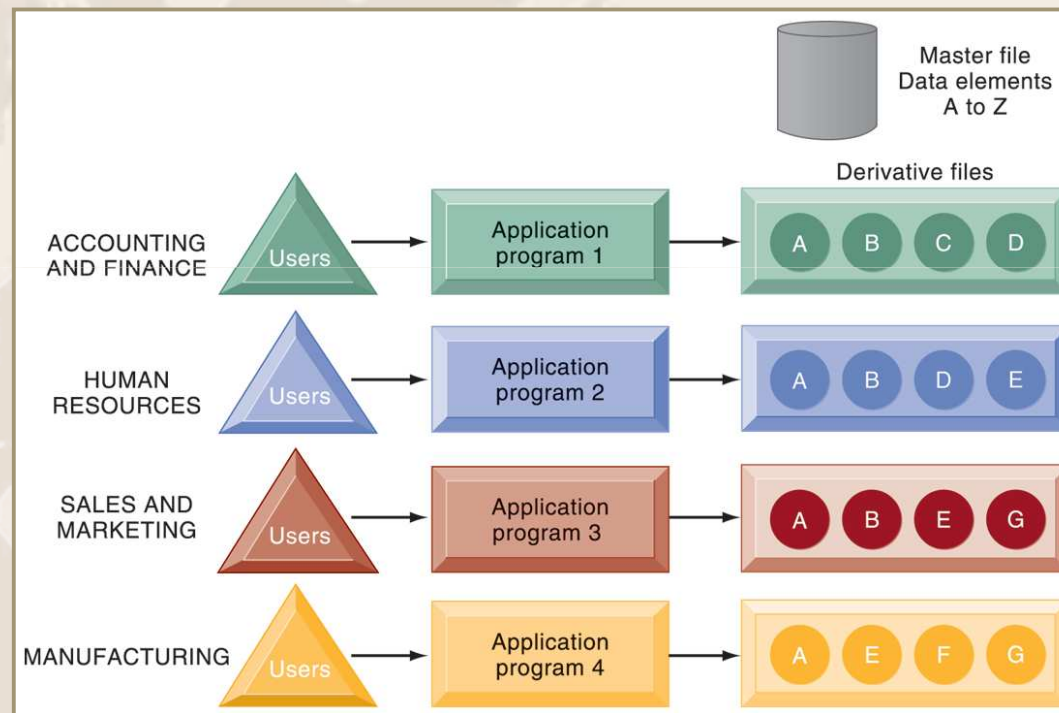 Master file
Data elements
A to Z
Derivative files
ACCOUNTING
AND FINANCE
Users
Application
program 1
A B C D
HUMAN
RESOURCES
Users
Application
program 2
A B D E
SALES AND
MARKETING
Users
Application
program 3
A B E G
MANUFACTURING
Users
Application
program 4
A E F G